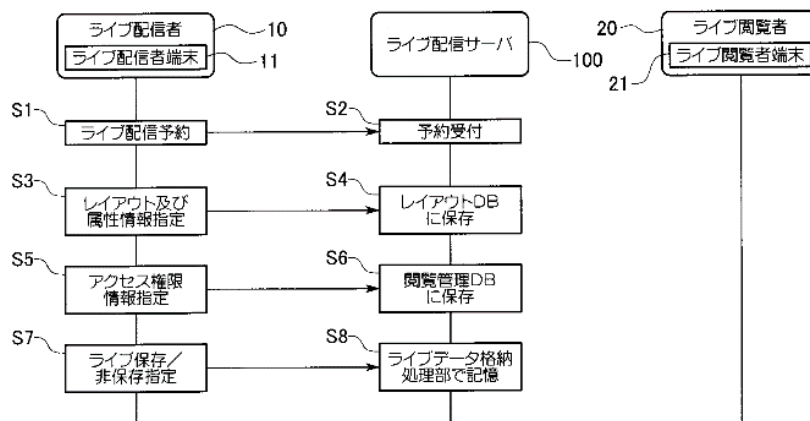 ライブ配信者
10
ライブ配信者端末
11
ライブ配信サーバ
100
20
ライブ閲覧者
ライブ閲覧者端末
21
S1
ライブ配信予約
S2
予約受付
S3
レイアウト及び
属性情報指定
S4
レイアウトDB
に保存
S5
アクセス権限
情報指定
S6
閲覧管理DB
に保存
S7
ライブ保存/
非保存指定
S8
ライブデータ格納
処理部で記憶